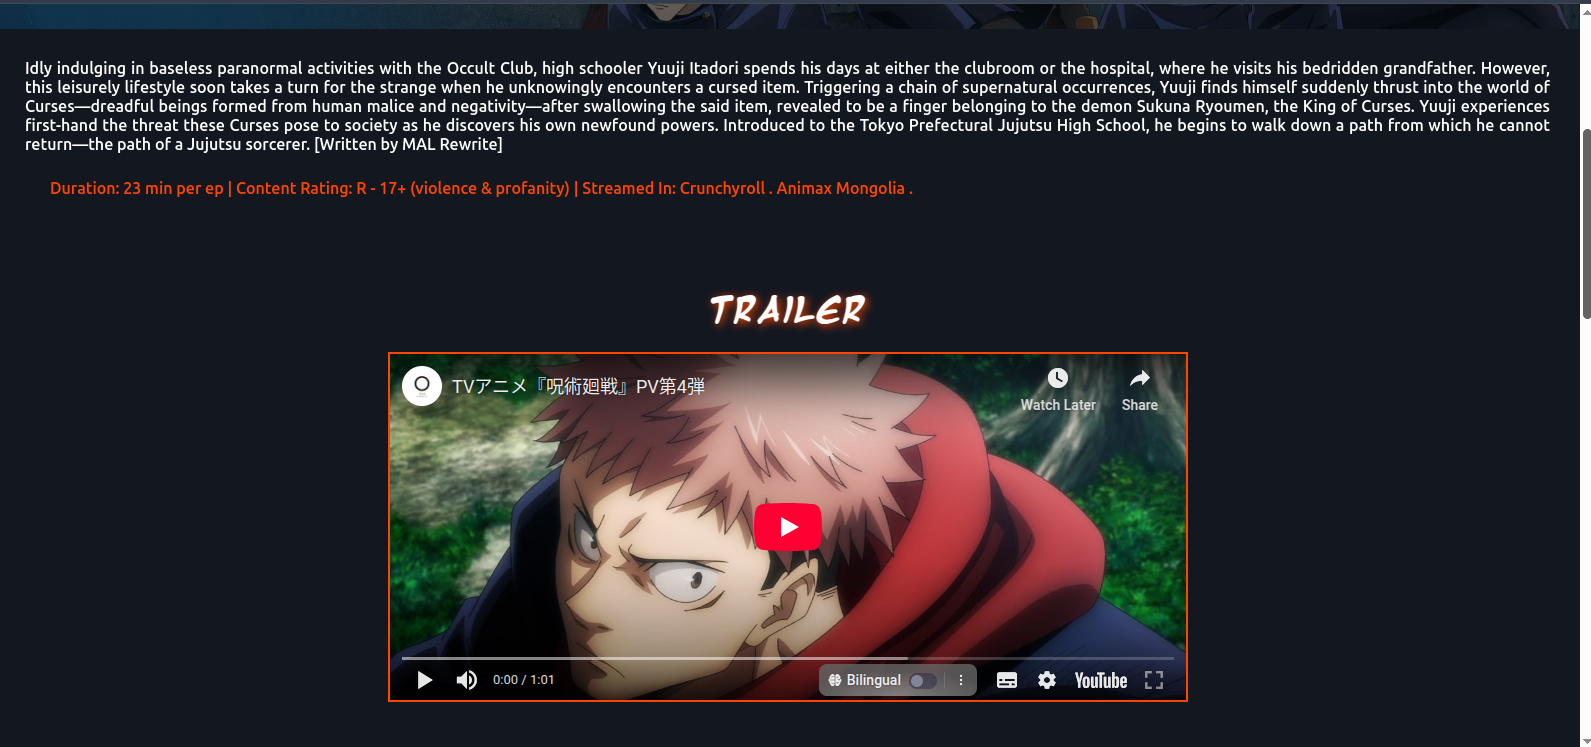 Idly indulging in baseless paranormal activities with the Occult Club, high schooler Yuuji Itadori spends his days at either the clubroom or the hospital, where he visits his bedridden grandfather. However,
this leisurely lifestyle soon takes a turn for the strange when he unknowingly encounters a cursed item. Triggering a chain of supernatural occurrences, Yuuji finds himself suddenly thrust into the world of
Curses—dreadful beings formed from human malice and negativity—after swallowing the said item, revealed to be a finger belonging to the demon Sukuna Ryoumen, the King of Curses. Yuuji experiences
first-hand the threat these Curses pose to society as he discovers his own newfound powers. Introduced to the Tokyo Prefectural Jujutsu High School, he begins to walk down a path from which he cannot
return—the path of a Jujutsu sorcerer. [Written by MAL Rewrite]
Duration: 23 min per ep | Content Rating: R - 17+ (violence & profanity) | Streamed In: Crunchyroll . Animax Mongolia .
TRAILER
TVアニメ『呪術廻戦』PV第4弾
Watch Later
Share
0:00 / 1:01
Bilingual
YouTube